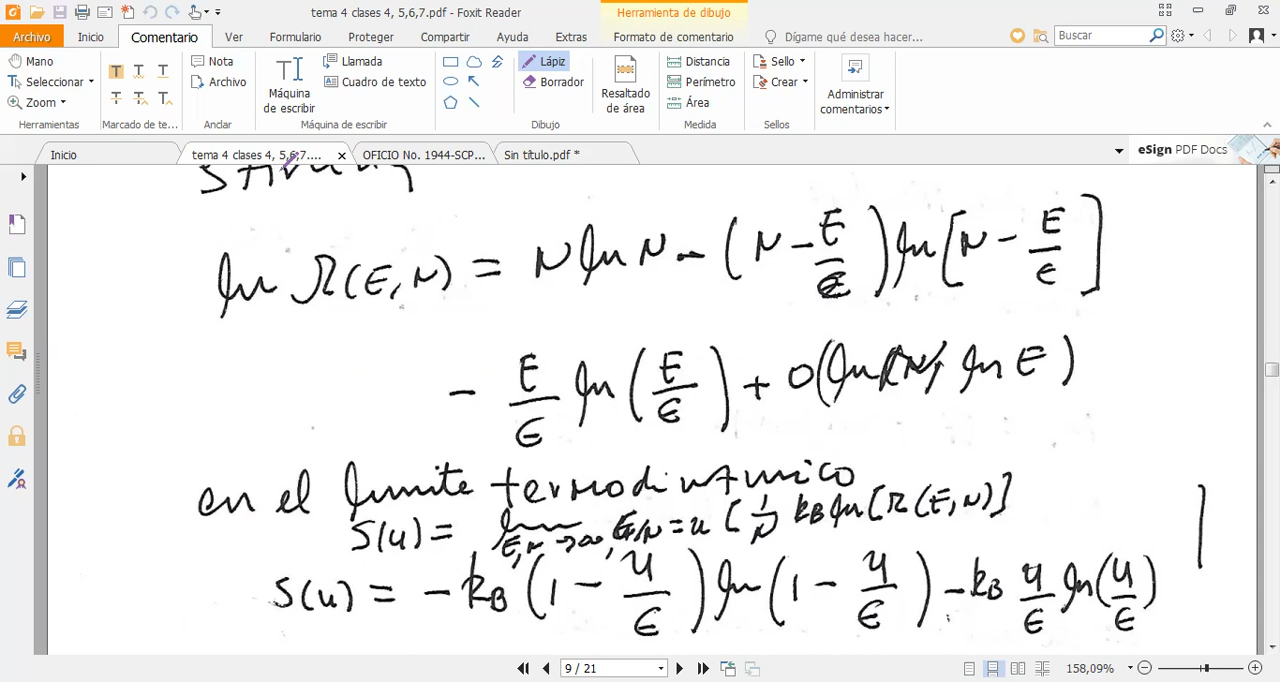 tema 4 clases 4, 5,6,7.pdf - Foxit Reader
Herramienta de dibujo
Archivo Inicio Comentario Ver Formulario Proteger Compartir Ayuda Extras Formato de comentario Dígame qué desea hacer... Buscar
Mano
Seleccionar
Zoom
Herramientas
Marcado de te...
Nota
Archivo
Anclar
Máquina de escribir
Llamada
Cuadro de texto
Máquina de escribir
Lápiz
Borrador
Dibujo
Resaltado de área
Distancia
Perímetro
Área
Medida
Sello
Crear
Sellos
Administrar comentarios
Inicio
tema 4 clases 4, 5,6,7....
OFICIO No. 1944-SCP...
Sin título.pdf *
eSign PDF Docs
ln Ω(E,N) = N ln N - (N - E/ϵ) ln [N - E/ϵ]
- E/ϵ ln (E/ϵ) + O(ln N, ln E)
en el limite termodinámico
S(u) = lim E,N→∞, E/N=u [1/N kB ln[Ω(E,N)]
S(u) = - kB (1 - u/ϵ) ln (1 - u/ϵ) - kB u/ϵ ln(u/ϵ)
9 / 21
158,09%